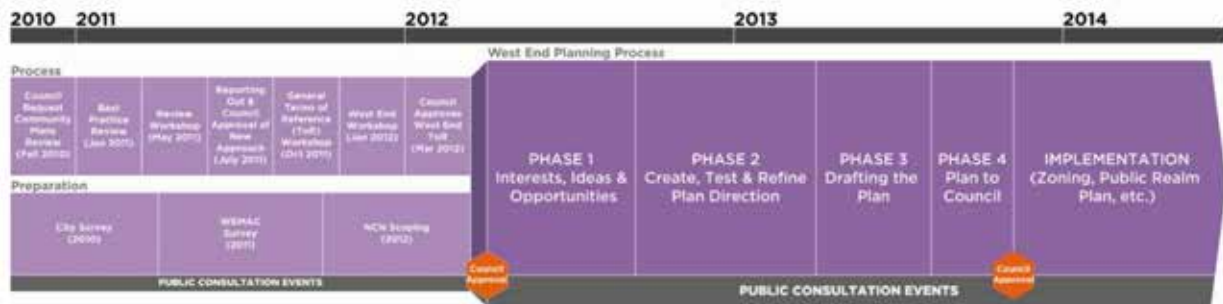 2010 2011 2012 2013 2014
West End Planning Process
Process
Council
Request
Community
Plans
Review
(Fall 2010)
Best
Practice
Review
(Jan 2011)
Review
Workshop
(May 2011)
Reporting
Out &
Council
Approval of
New
Approach
(July 2011)
General
Terms of
Reference
(ToR)
Workshop
(Oct 2011)
West End
Workshop
(Jan 2012)
Council
Approves
West End
ToR
(Mar 2012)
Preparation
City Survey
(2010)
WEMAC
Survey
(2011)
NCN Scoping
(2012)
PUBLIC CONSULTATION EVENTS
Council
Approval
PHASE 1
Interests, Ideas &
Opportunities
PHASE 2
Create, Test & Refine
Plan Direction
PHASE 3
Drafting the
Plan
PHASE 4
Plan to
Council
Council
Approval
IMPLEMENTATION
(Zoning, Public Realm
Plan, etc.)
PUBLIC CONSULTATION EVENTS